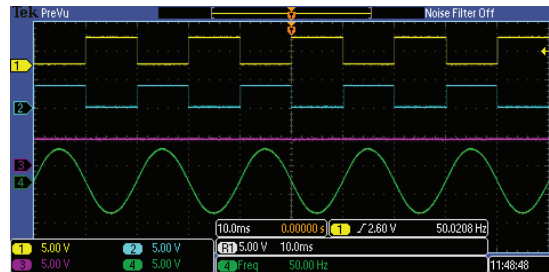 Tek PreVu Noise Filter Off
T
T
1
2
3
4
10.0ms 0.00000 s 1 2.60 V 50.0208 Hz
1 5.00 V 2 5.00 V R1 5.00 V 10.0ms
3 5.00 V 4 5.00 V 4 Freq 50.00 Hz 11:48:48